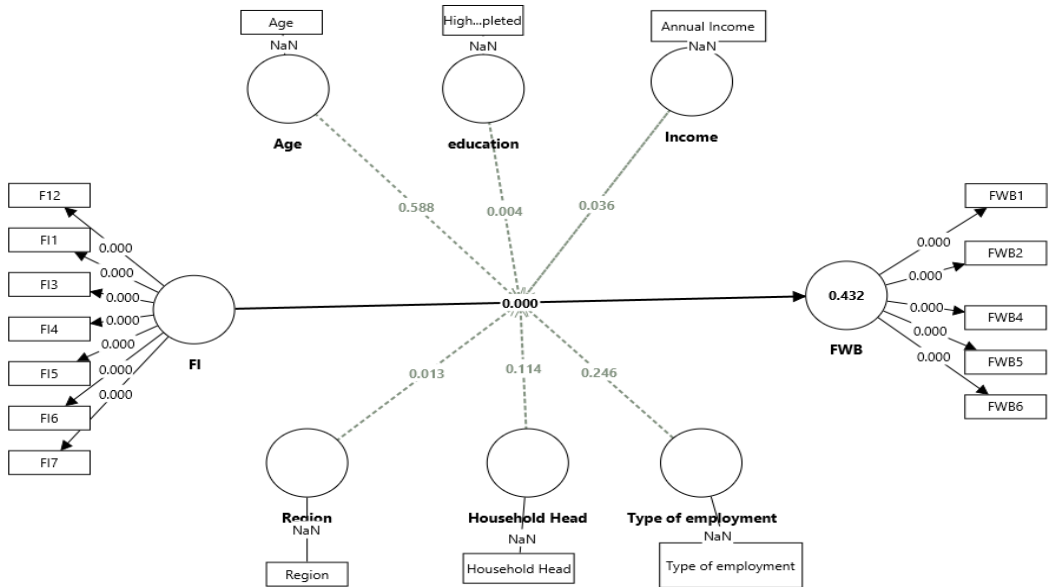 Age
High...pleted
Annual Income
NaN
NaN
NaN
Age
education
Income
F12
FI1
FI3
FI4
FI5
FI6
FI7
0.000
0.000
0.000
0.000
0.000
0.000
0.000
FI
0.588
0.004
0.036
0.000
0.013
0.114
0.246
0.432
FWB
0.000
0.000
0.000
0.000
0.000
FWB1
FWB2
FWB4
FWB5
FWB6
Region
Household Head
Type of employment
NaN
NaN
NaN
Region
Household Head
Type of employment